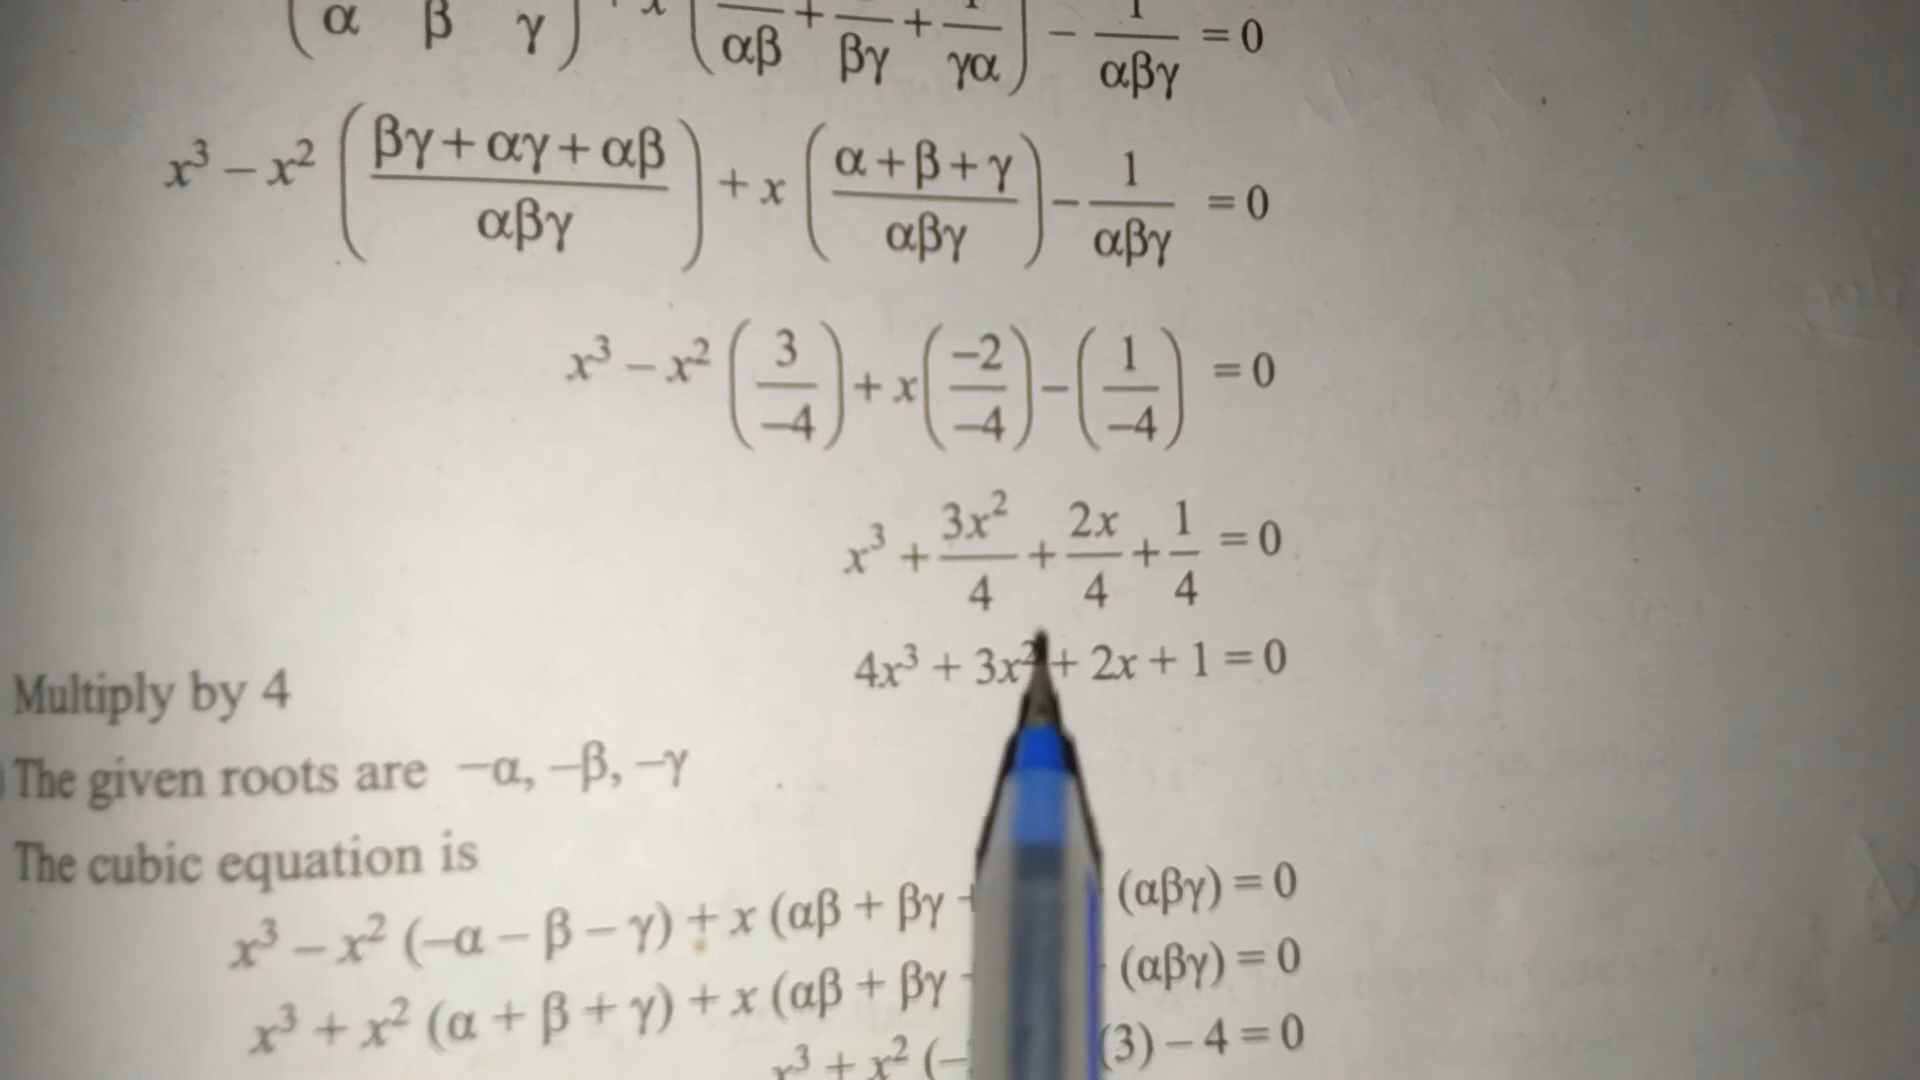 (α β γ) + x (αβ + βγ + γα) − 1/αβγ = 0
x³ − x² ((βγ + αγ + αβ)/αβγ) + x ((α + β + γ)/αβγ) − 1/αβγ = 0
x³ − x² (3/−4) + x (−2/−4) − (1/−4) = 0
x³ + 3x²/4 + 2x/4 + 1/4 = 0
Multiply by 4 4x³ + 3x² + 2x + 1 = 0
The given roots are −α, −β, −γ
The cubic equation is
x³ − x² (−α − β − γ) + x (αβ + βγ (αβγ) = 0
x³ + x² (α + β + γ) + x (αβ + βγ (αβγ) = 0
x³ + x² (− (3) − 4 = 0